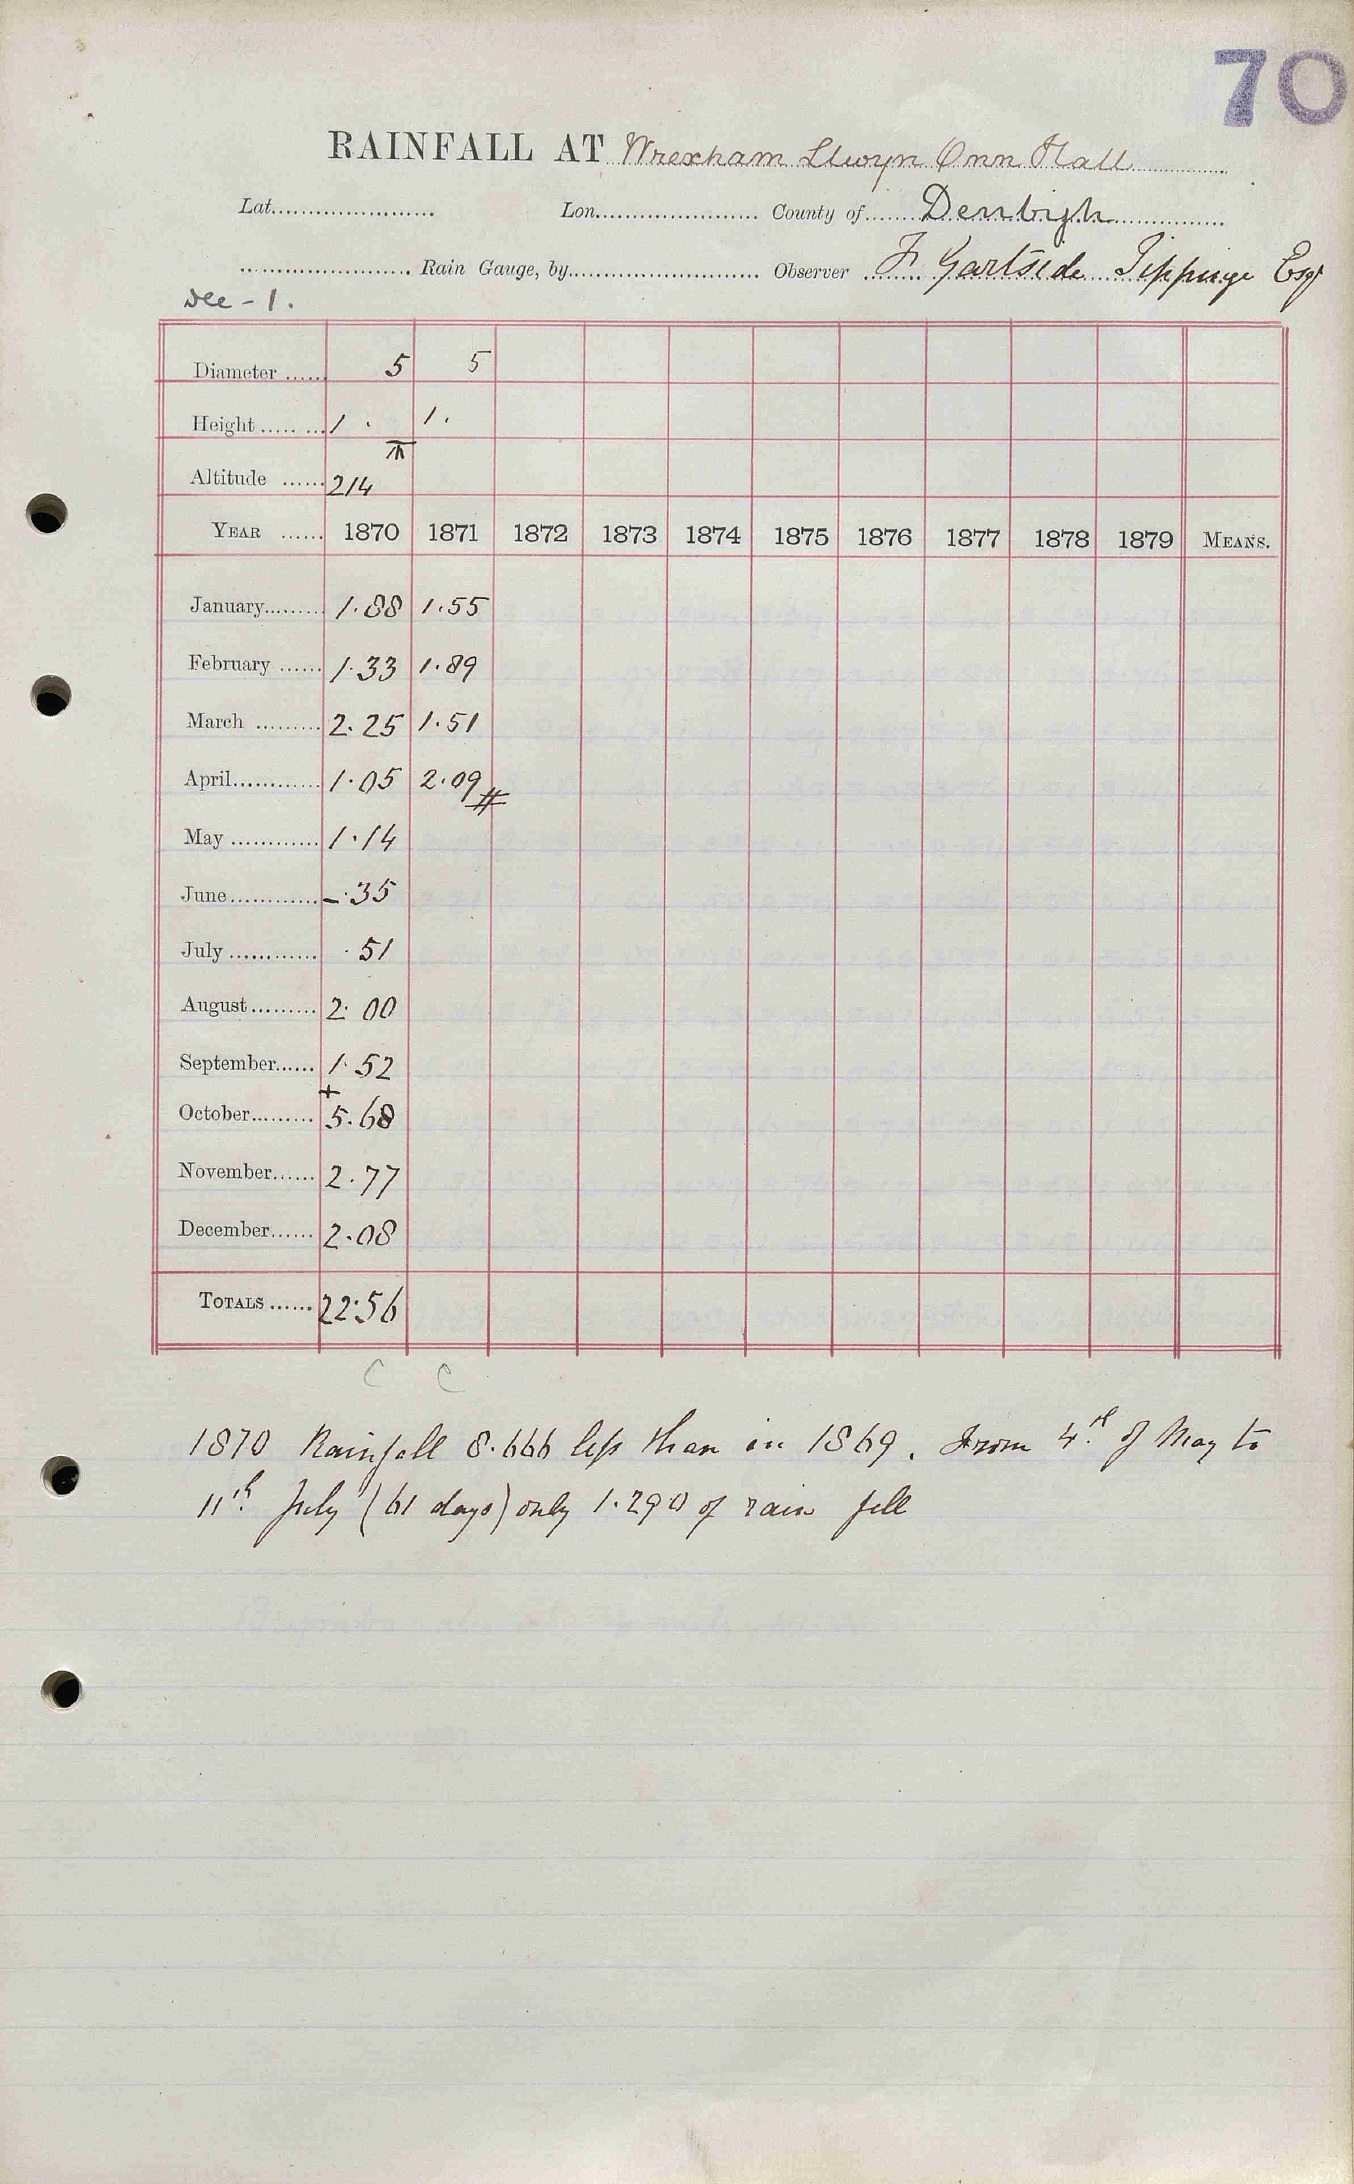 70
RAINFALL AT Wrexham Llwyn Onn Hall
Lat........ Lon........ County of Denbigh
........ Rain Gauge, by........ Observer F. Gartside Tipping Esqr
Dee - 1.
Diameter ...... 5 5
Height ........ 1 . 1 .
Altitude ...... 214
YEAR ...... 1870 1871 1872 1873 1874 1875 1876 1877 1878 1879 MEANS.
January......... 1.88 1.55
February ...... 1.33 1.89
March ......... 2.25 1.51
April............ 1.05 2.09 #
May ............ 1.14
June............ -.35
July ............ .51
August......... 2.00
September...... 1.52
+
October......... 5.68
November...... 2.77
December...... 2.08
TOTALS ...... 22.56
C C
1870 Rainfall 8.666 less than in 1869. From 4th of May to
11th July (61 days) only 1.290 of rain fell